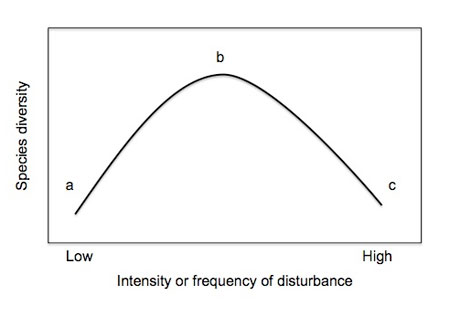 b
Species diversity
a
c
Low
High
Intensity or frequency of disturbance